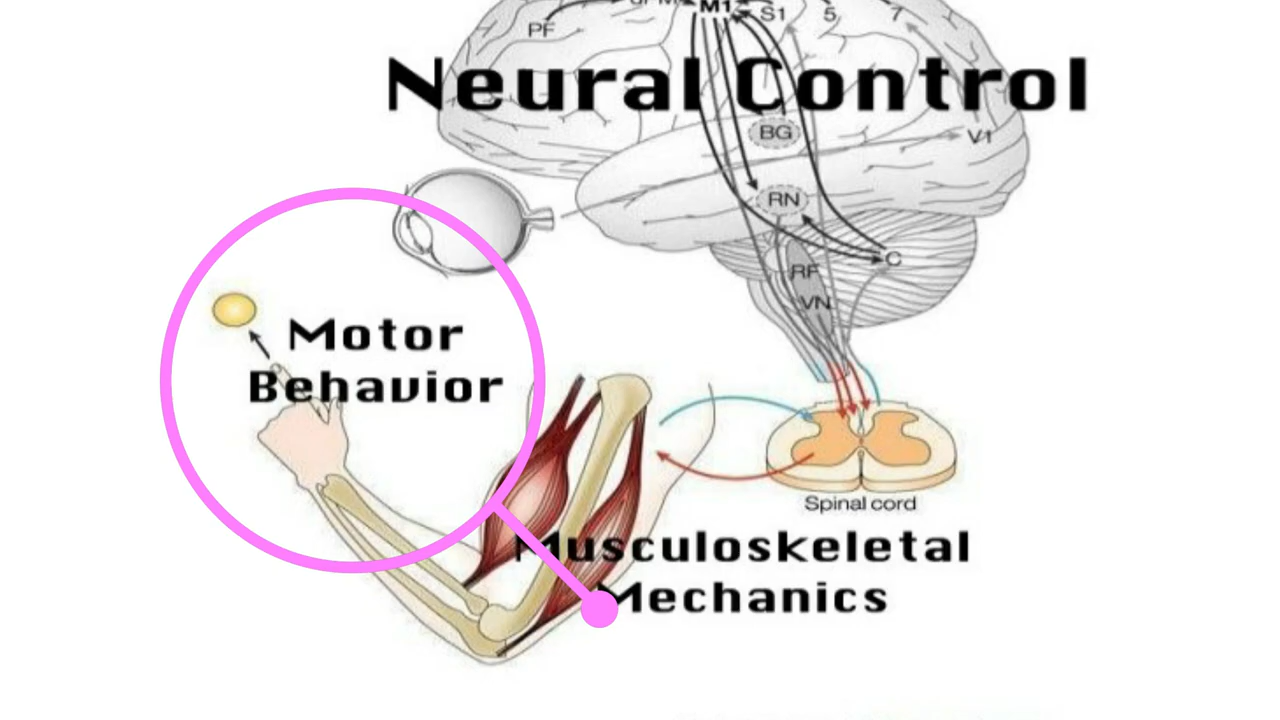 M1
S1
5
7
PF
Neural Control
BG
V1
RN
C
RF
VN
Motor
Behavior
Spinal cord
Musculoskeletal
Mechanics